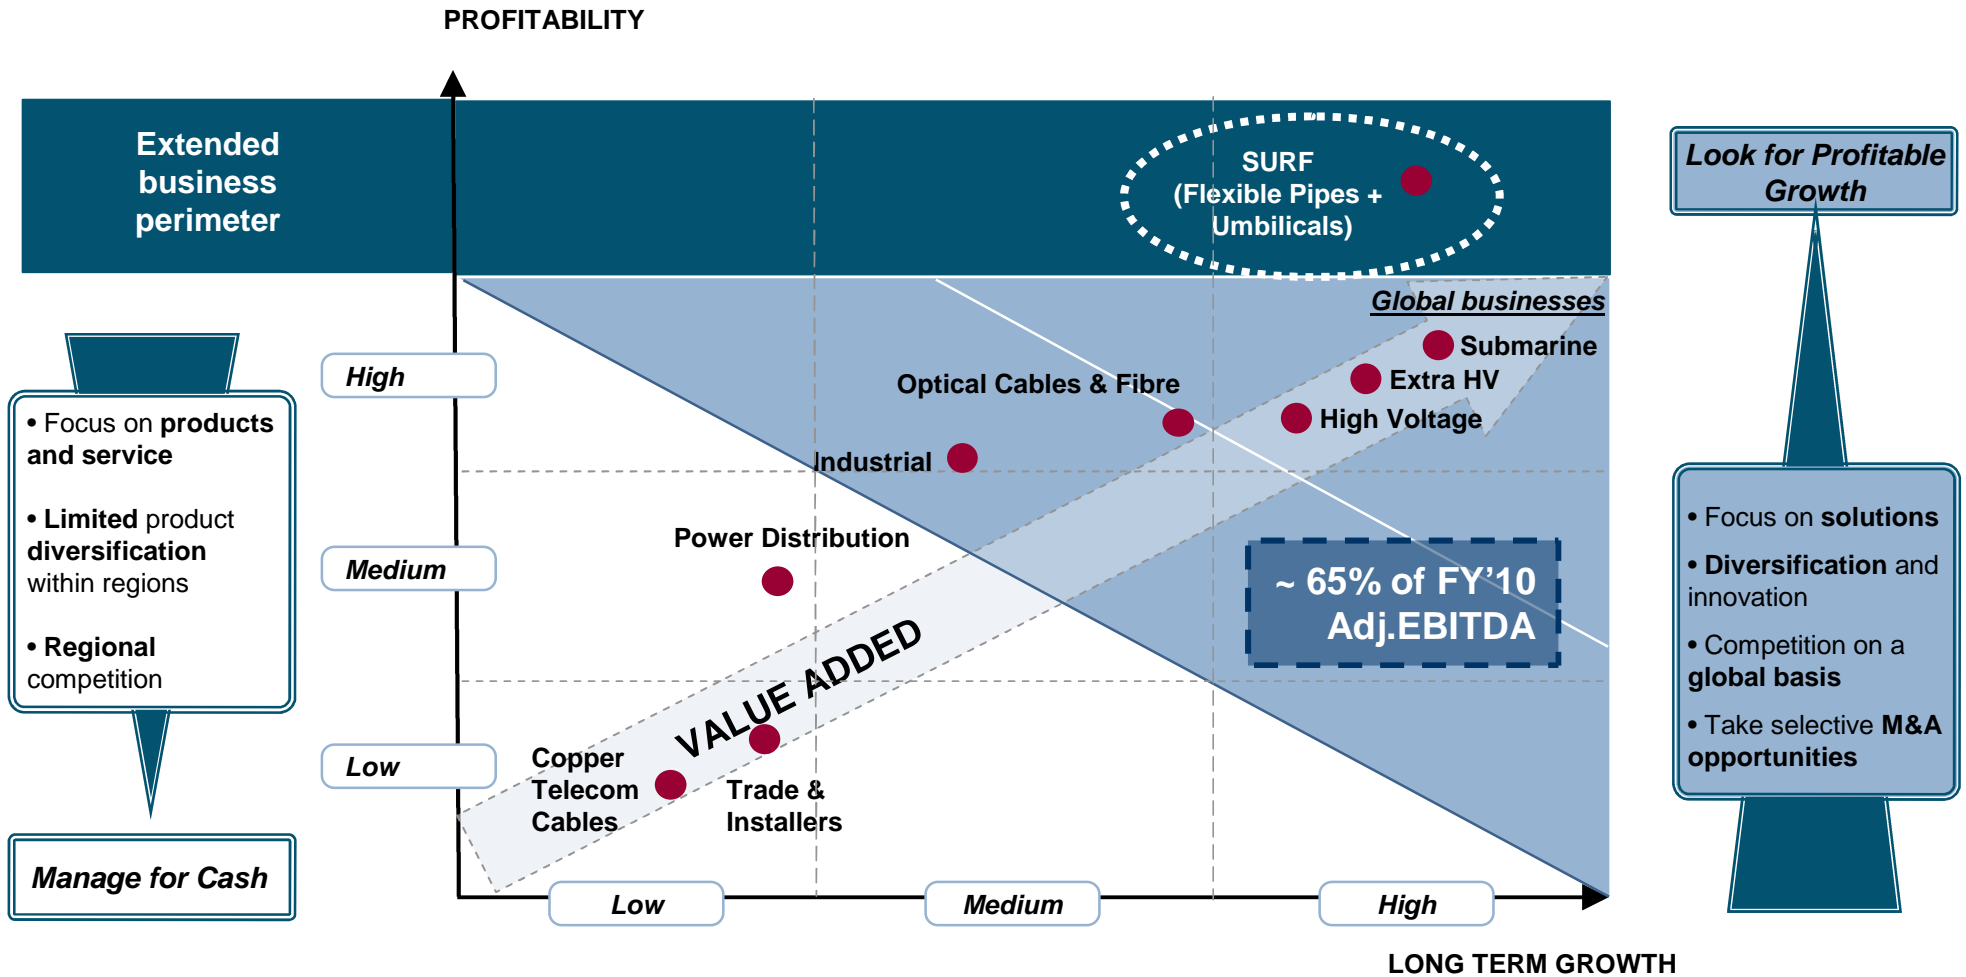 PROFITABILITY
Extended
business
perimeter
SURF
(Flexible Pipes +
Umbilicals)
Look for Profitable
Growth
Global businesses
Submarine
Extra HV
High Voltage
Optical Cables & Fibre
Industrial
Power Distribution
VALUE ADDED
Copper
Telecom
Cables
Trade &
Installers
~ 65% of FY’10
Adj.EBITDA
High
Medium
Low
• Focus on products
and service
• Limited product
diversification
within regions
• Regional
competition
Manage for Cash
• Focus on solutions
• Diversification and
innovation
• Competition on a
global basis
• Take selective M&A
opportunities
Low
Medium
High
LONG TERM GROWTH